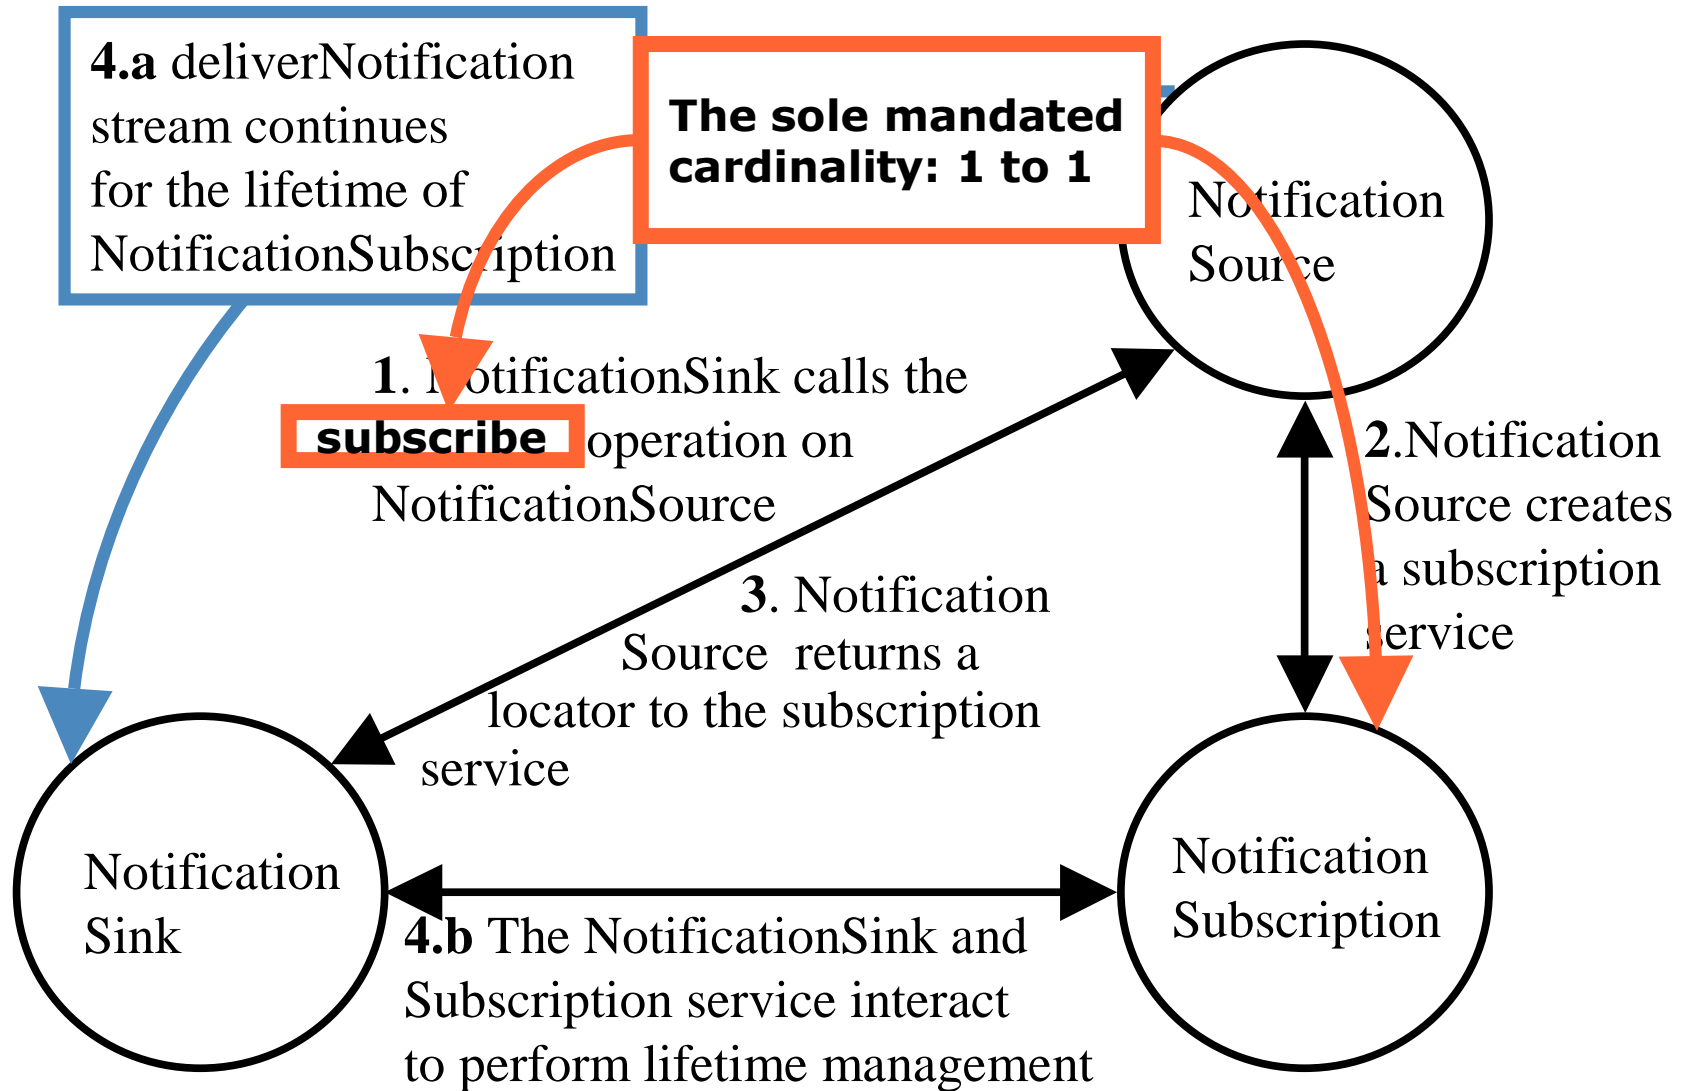 4.a deliverNotification
stream continues
for the lifetime of
NotificationSubscription
The sole mandated
cardinality: 1 to 1
Notification
Source
1. NotificationSink calls the
subscribe operation on
NotificationSource
2.Notification
Source creates
a subscription
service
3. Notification
Source returns a
locator to the subscription
service
Notification
Sink
Notification
Subscription
4.b The NotificationSink and
Subscription service interact
to perform lifetime management